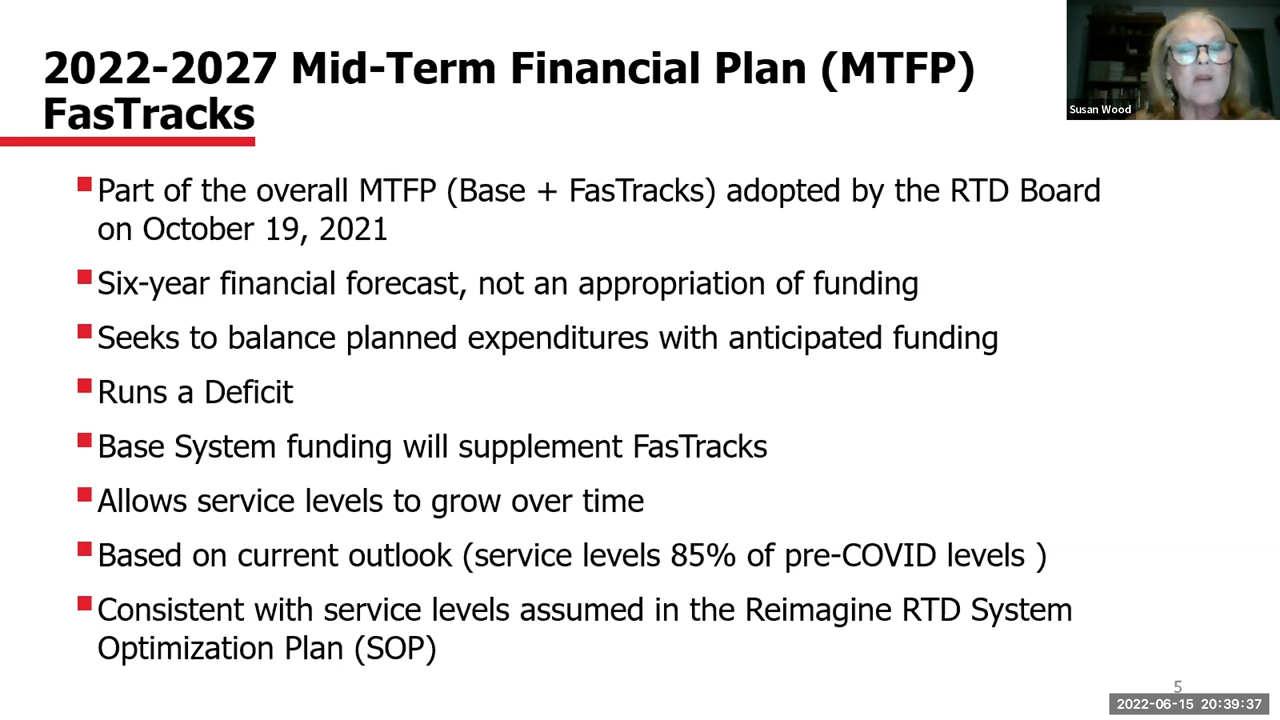 2022-2027 Mid-Term Financial Plan (MTFP)
FasTracks
Susan Wood
Part of the overall MTFP (Base + FasTracks) adopted by the RTD Board
on October 19, 2021
Six-year financial forecast, not an appropriation of funding
Seeks to balance planned expenditures with anticipated funding
Runs a Deficit
Base System funding will supplement FasTracks
Allows service levels to grow over time
Based on current outlook (service levels 85% of pre-COVID levels )
Consistent with service levels assumed in the Reimagine RTD System
Optimization Plan (SOP)
5
2022-06-15 20:39:37